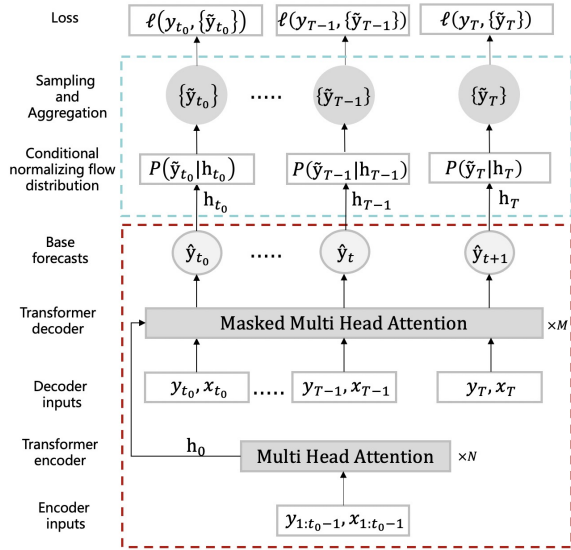 Loss
ℓ(y_{t_0}, {ỹ_{t_0}}) ℓ(y_{T−1}, {ỹ_{T−1}}) ℓ(y_T, {ỹ_T})
Sampling
and
Aggregation
{ỹ_{t_0}} ..... {ỹ_{T−1}} {ỹ_T}
Conditional
normalizing flow
distribution
P(ỹ_{t_0}|h_{t_0}) P(ỹ_{T−1}|h_{T−1}) P(ỹ_T|h_T)
h_{t_0} h_{T−1} h_T
Base
forecasts
ŷ_{t_0} ..... ŷ_t ŷ_{t+1}
Transformer
decoder
Masked Multi Head Attention ×M
Decoder
inputs
y_{t_0}, x_{t_0} ..... y_{T−1}, x_{T−1} y_T, x_T
Transformer
encoder
h_0 Multi Head Attention ×N
Encoder
inputs
y_{1:t_0−1}, x_{1:t_0−1}